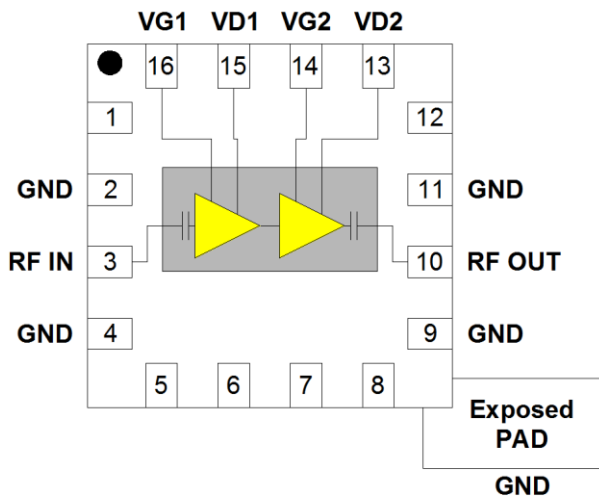 VG1 VD1 VG2 VD2
16 15 14 13
1 12
GND 2 11 GND
RF IN 3 10 RF OUT
GND 4 9 GND
5 6 7 8
Exposed
PAD
GND